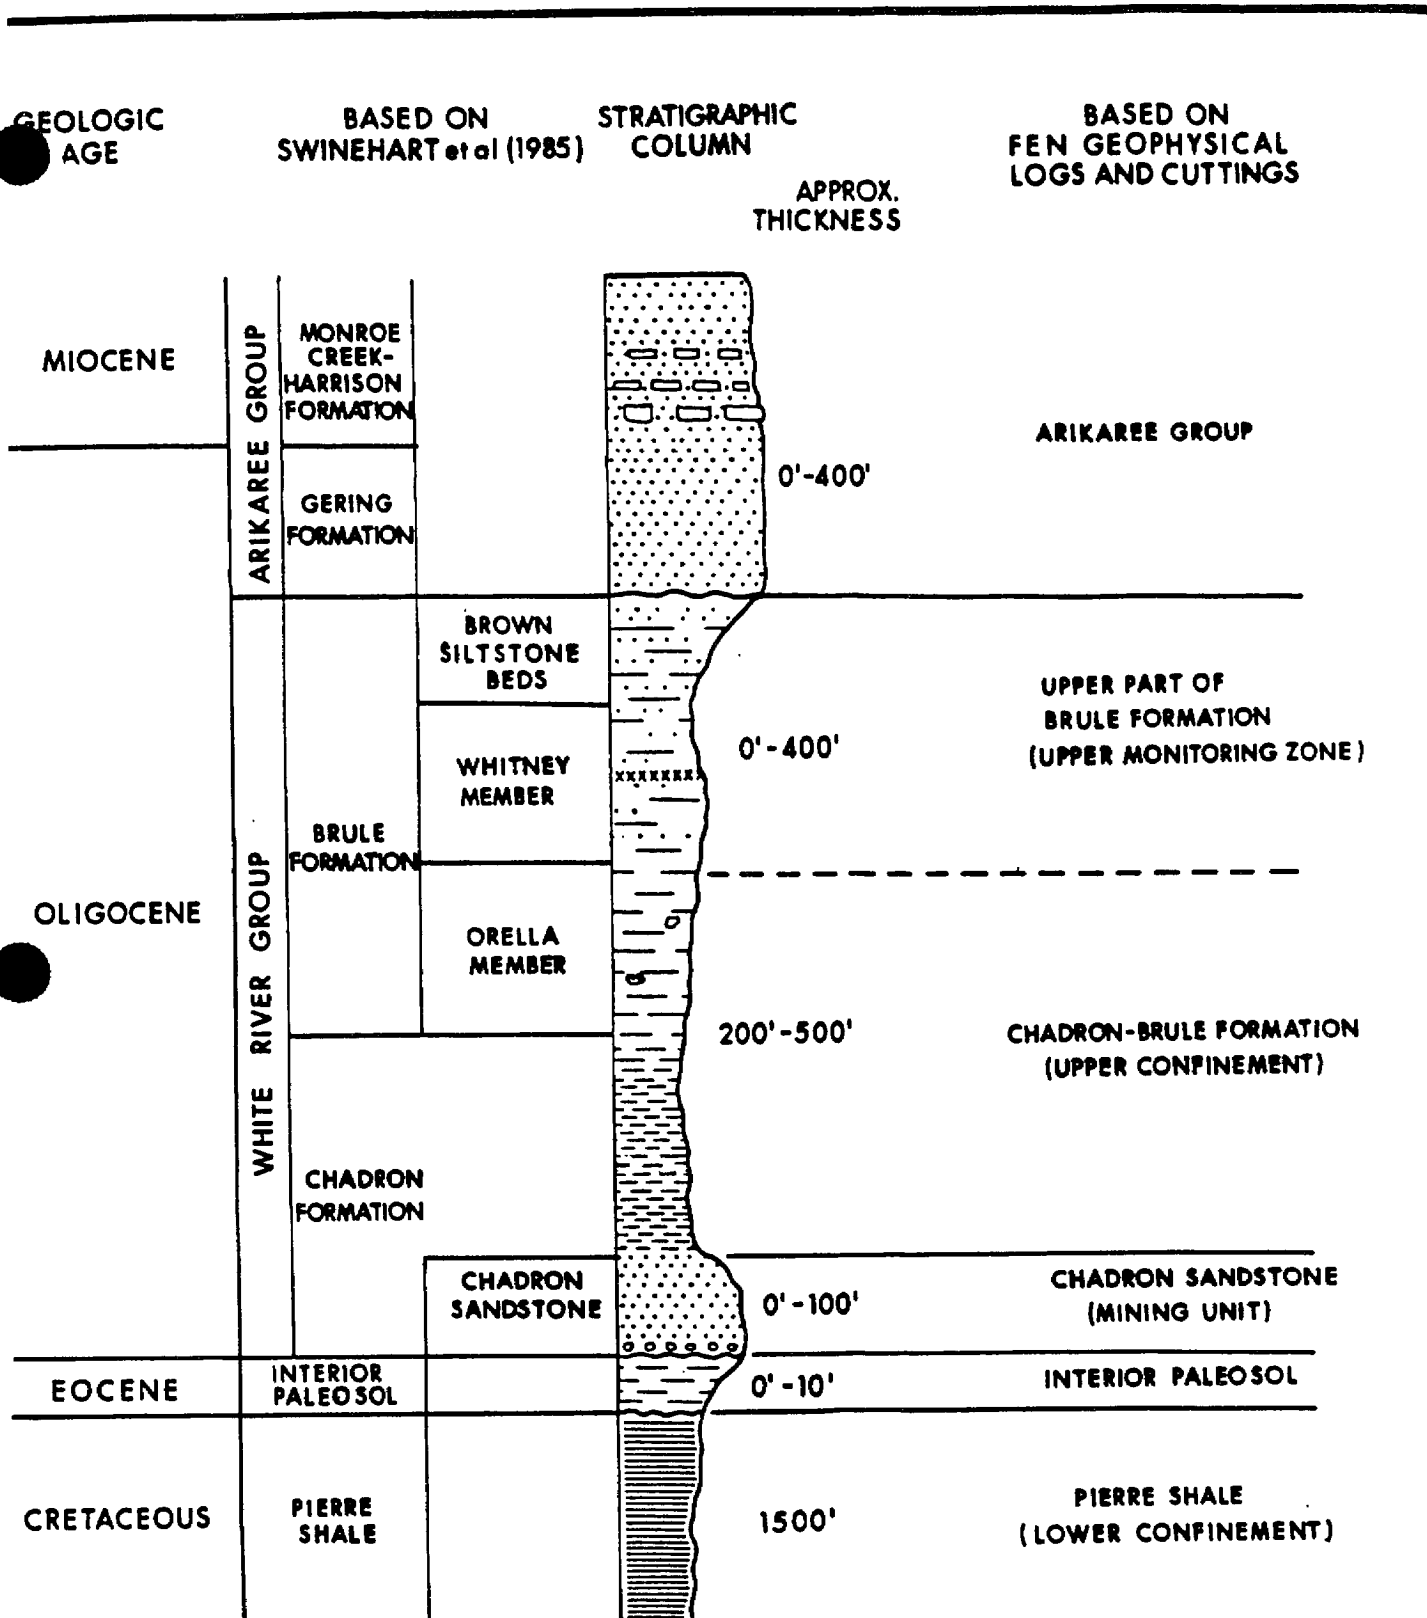 GEOLOGIC
AGE
BASED ON
SWINEHART et al (1985)
STRATIGRAPHIC
COLUMN
APPROX.
THICKNESS
BASED ON
FEN GEOPHYSICAL
LOGS AND CUTTINGS
MIOCENE
ARIKAREE GROUP
MONROE
CREEK-
HARRISON
FORMATION
GERING
FORMATION
0'-400'
ARIKAREE GROUP
OLIGOCENE
WHITE RIVER GROUP
BRULE
FORMATION
BROWN
SILTSTONE
BEDS
WHITNEY
MEMBER
xxxxxxxx
0'-400'
UPPER PART OF
BRULE FORMATION
(UPPER MONITORING ZONE)
ORELLA
MEMBER
200'-500'
CHADRON-BRULE FORMATION
(UPPER CONFINEMENT)
CHADRON
FORMATION
CHADRON
SANDSTONE
0'-100'
CHADRON SANDSTONE
(MINING UNIT)
EOCENE
INTERIOR
PALEOSOL
0'-10'
INTERIOR PALEOSOL
CRETACEOUS
PIERRE
SHALE
1500'
PIERRE SHALE
(LOWER CONFINEMENT)